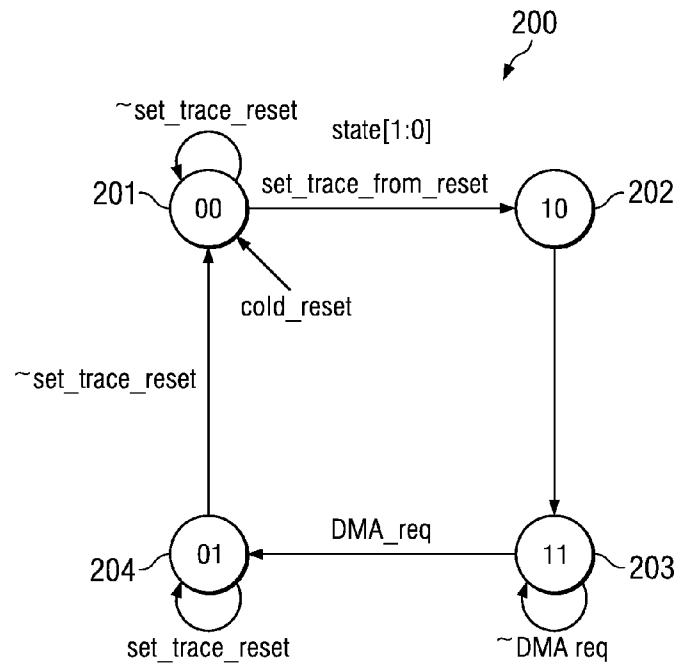 200
~set_trace_reset
state[1:0]
201
00
set_trace_from_reset
10
202
cold_reset
~set_trace_reset
DMA_req
204
01
11
203
set_trace_reset
~DMA req